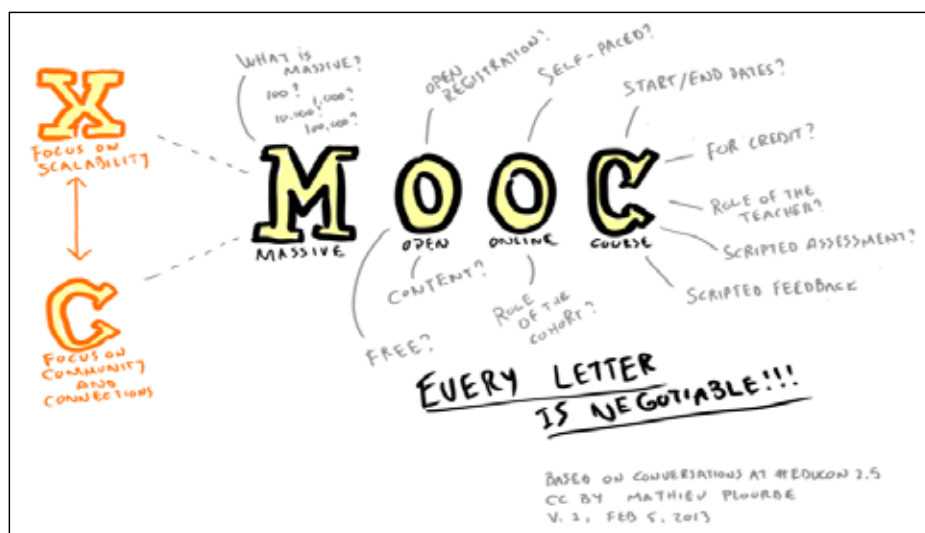 X
FOCUS ON
SCALABILITY
C
FOCUS ON
COMMUNITY
AND
CONNECTIONS
WHAT IS
MASSIVE?
100?
1,000?
10,000?
100,000?
OPEN
REGISTRATION?
SELF-PACED?
START/END DATES?
FOR CREDIT?
ROLE OF THE
TEACHER?
SCRIPTED ASSESSMENT?
SCRIPTED FEEDBACK
MOOC
MASSIVE OPEN ONLINE COURSE
CONTENT?
FREE?
ROLE
OF THE
COHORT?
EVERY LETTER
IS NEGOTIABLE!!!
BASED ON CONVERSATIONS AT #EDUCON 2.5
CC BY MATHIEU PLOURDE
V. 2, FEB 5, 2013